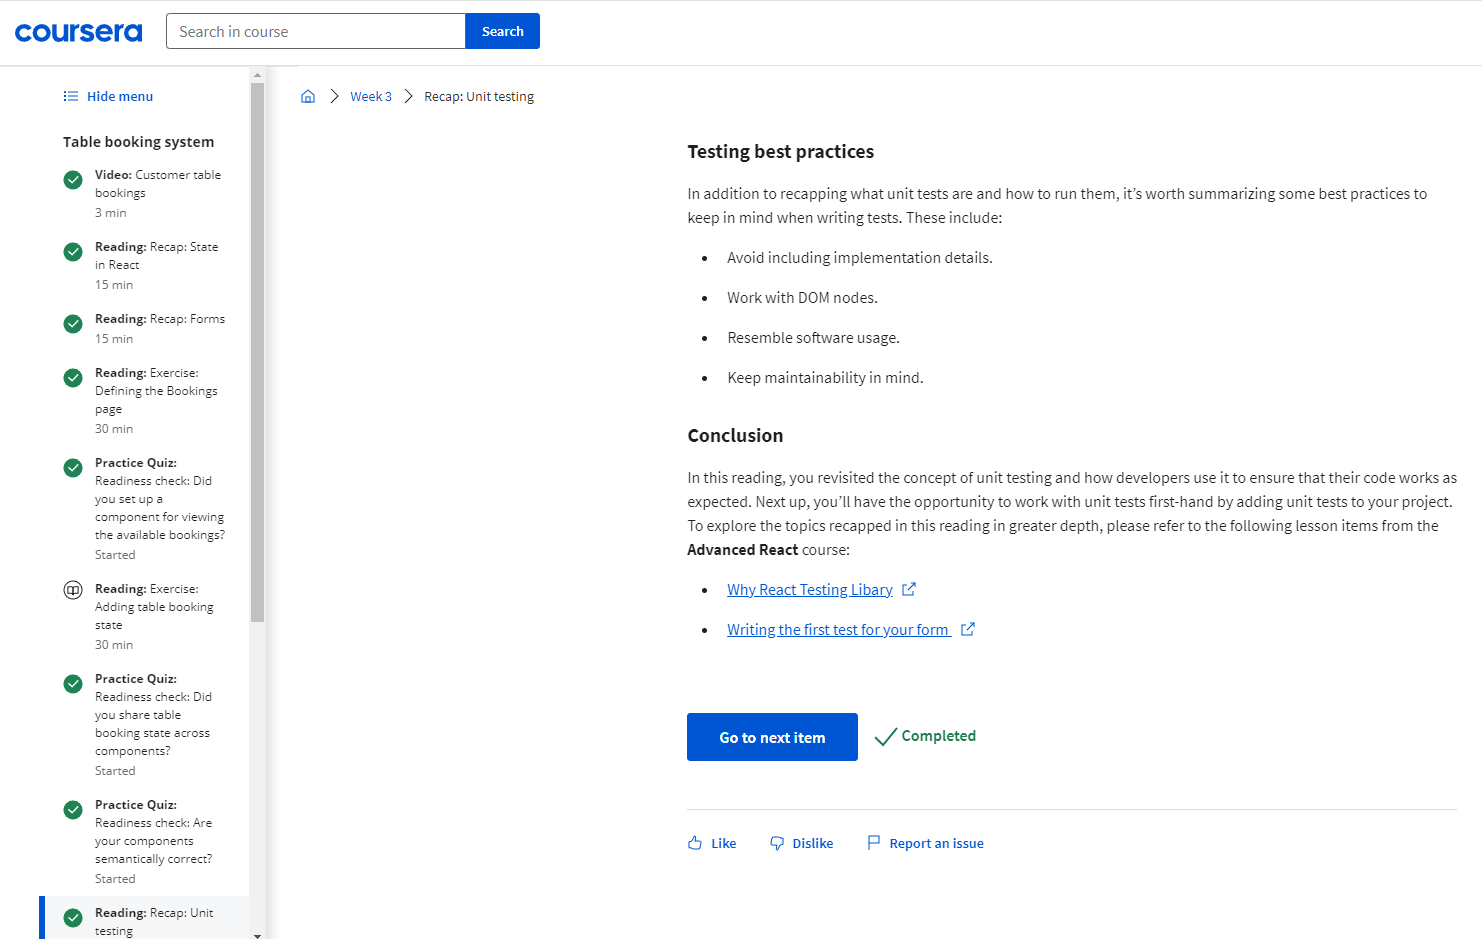 coursera
Search in course
Search
Hide menu
Table booking system
Video: Customer table
bookings
3 min
Reading: Recap: State
in React
15 min
Reading: Recap: Forms
15 min
Reading: Exercise:
Defining the Bookings
page
30 min
Practice Quiz:
Readiness check: Did
you set up a
component for viewing
the available bookings?
Started
Reading: Exercise:
Adding table booking
state
30 min
Practice Quiz:
Readiness check: Did
you share table
booking state across
components?
Started
Practice Quiz:
Readiness check: Are
your components
semantically correct?
Started
Reading: Recap: Unit
testing
Week 3
Recap: Unit testing
Testing best practices
In addition to recapping what unit tests are and how to run them, it’s worth summarizing some best practices to
keep in mind when writing tests. These include:
Avoid including implementation details.
Work with DOM nodes.
Resemble software usage.
Keep maintainability in mind.
Conclusion
In this reading, you revisited the concept of unit testing and how developers use it to ensure that their code works as
expected. Next up, you’ll have the opportunity to work with unit tests first-hand by adding unit tests to your project.
To explore the topics recapped in this reading in greater depth, please refer to the following lesson items from the
Advanced React course:
Why React Testing Libary
Writing the first test for your form
Go to next item
Completed
Like
Dislike
Report an issue